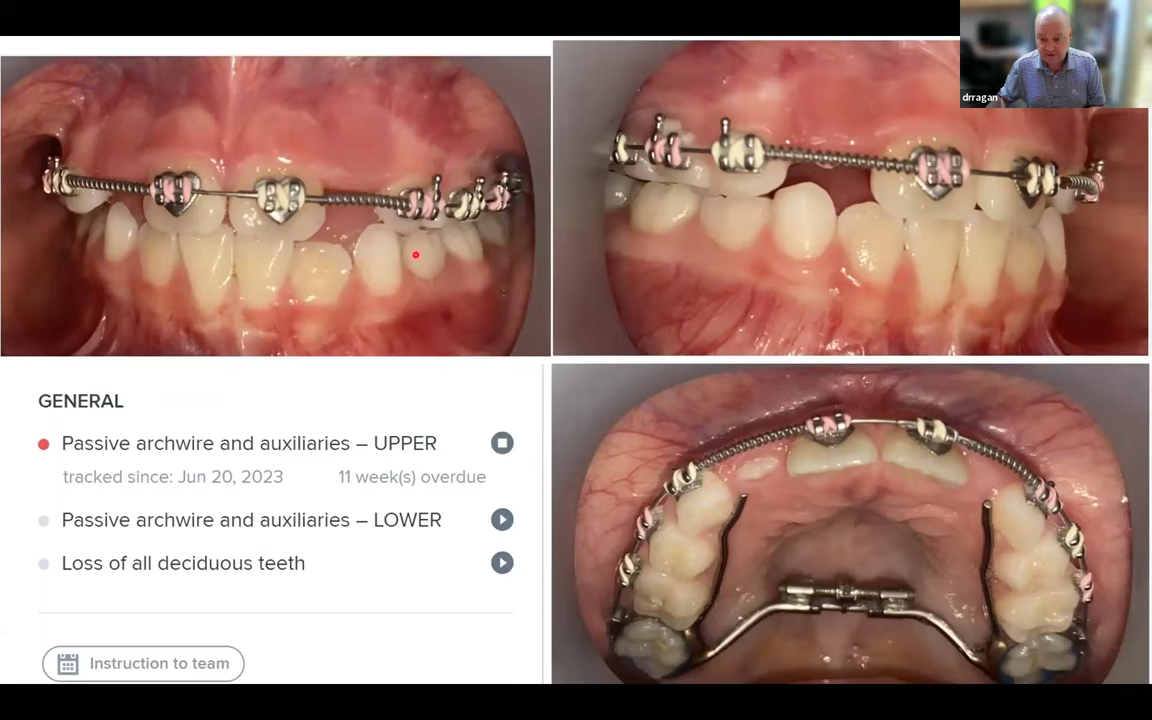 drragan
GENERAL
Passive archwire and auxiliaries – UPPER
tracked since: Jun 20, 2023 11 week(s) overdue
Passive archwire and auxiliaries – LOWER
Loss of all deciduous teeth
Instruction to team